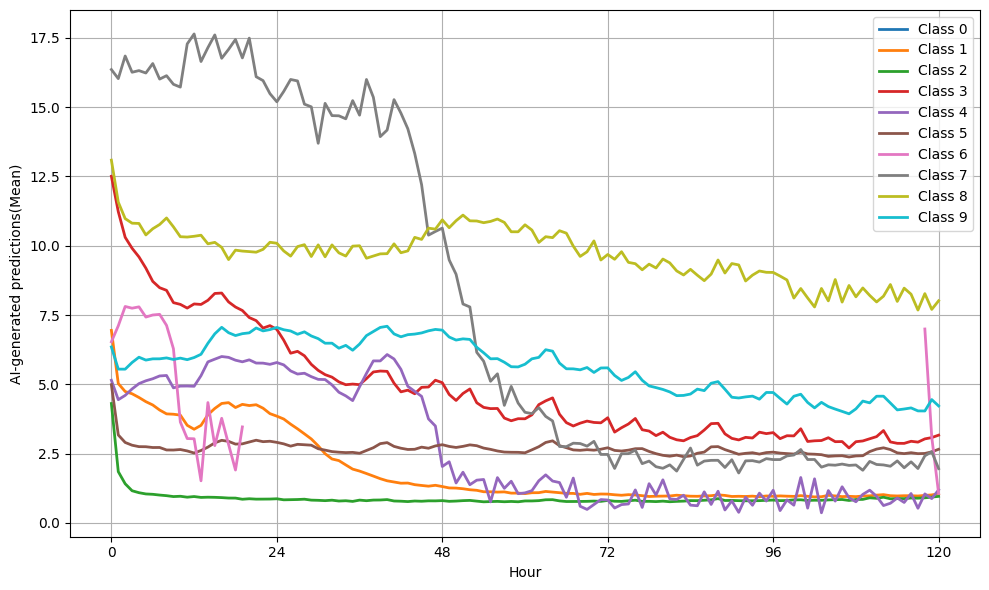 17.5
15.0
12.5
10.0
7.5
5.0
2.5
0.0
AI-generated predictions(Mean)
0 24 48 72 96 120
Hour
Class 0
Class 1
Class 2
Class 3
Class 4
Class 5
Class 6
Class 7
Class 8
Class 9